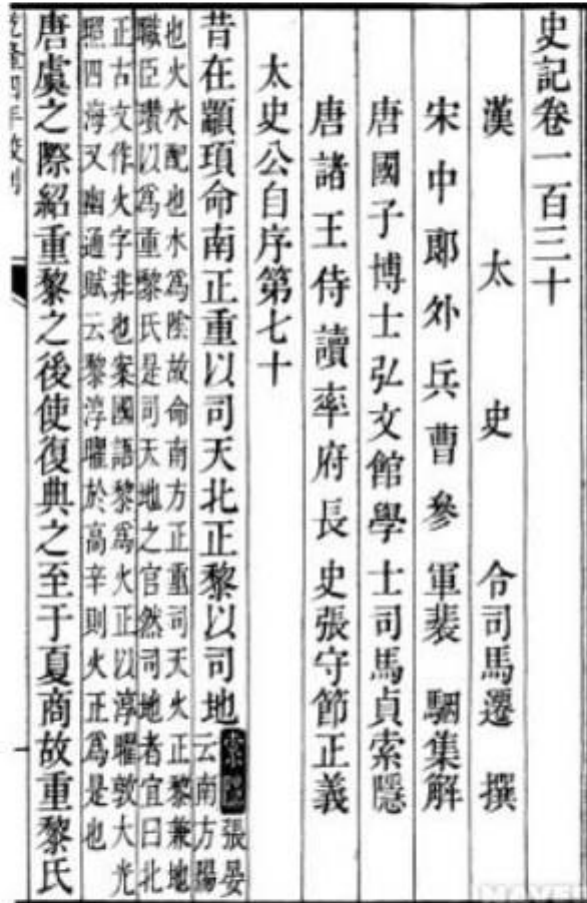 史記卷一百三十
漢太史令司馬遷撰
宋中郞外兵曹參軍裴駰集解
唐國子博士弘文館學士司馬貞索隱
唐諸王侍讀率府長史張守節正義
太史公自序第七十
昔在顓頊命南正重以司天北正黎以司地索隱張晏
云南方陽
也火水配也水爲陰故命南方正重司天火正黎兼地
職臣瓚以爲重黎氏是司天地之官然司地者宜曰北
正古文作火字非也案國語黎爲火正以淳曜敦大光
照四海又幽通賦云黎淳曜於高辛則火正爲是也
唐虞之際紹重黎之後使復典之至于夏商故重黎氏
NAVER